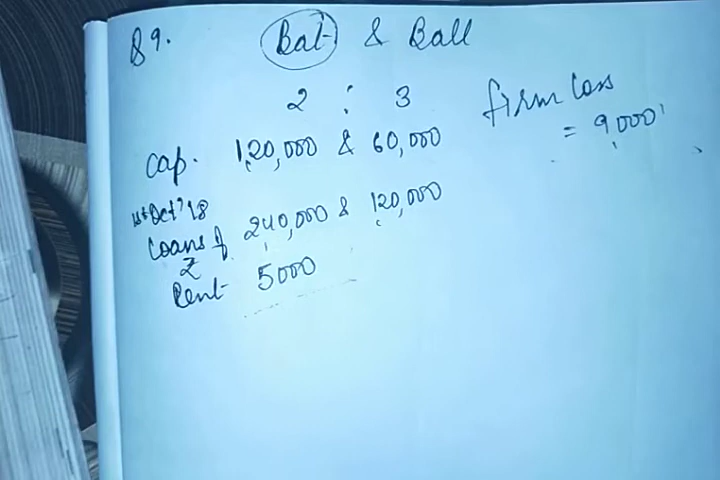 89. Bat & Ball
2 : 3
firm loss
= 9,000
Cap. 1,20,000 & 60,000
1st Oct' 18
Loans of 240,000 & 120,000
₹
Rent 5000